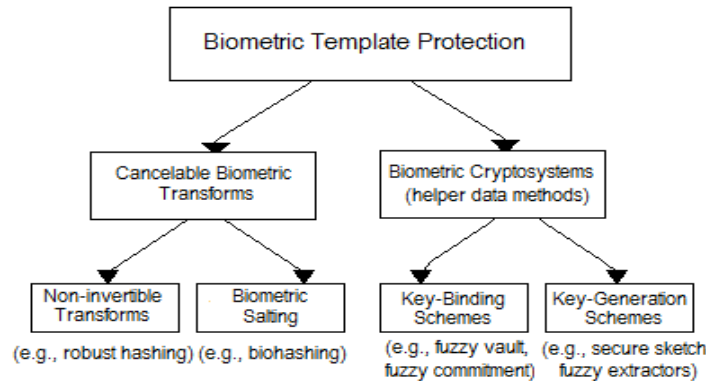 Biometric Template Protection
Cancelable Biometric
Transforms
Biometric Cryptosystems
(helper data methods)
Non-invertible
Transforms
Biometric
Salting
Key-Binding
Schemes
Key-Generation
Schemes
(e.g., robust hashing)
(e.g., biohashing)
(e.g., fuzzy vault,
fuzzy commitment)
(e.g., secure sketch
fuzzy extractors)